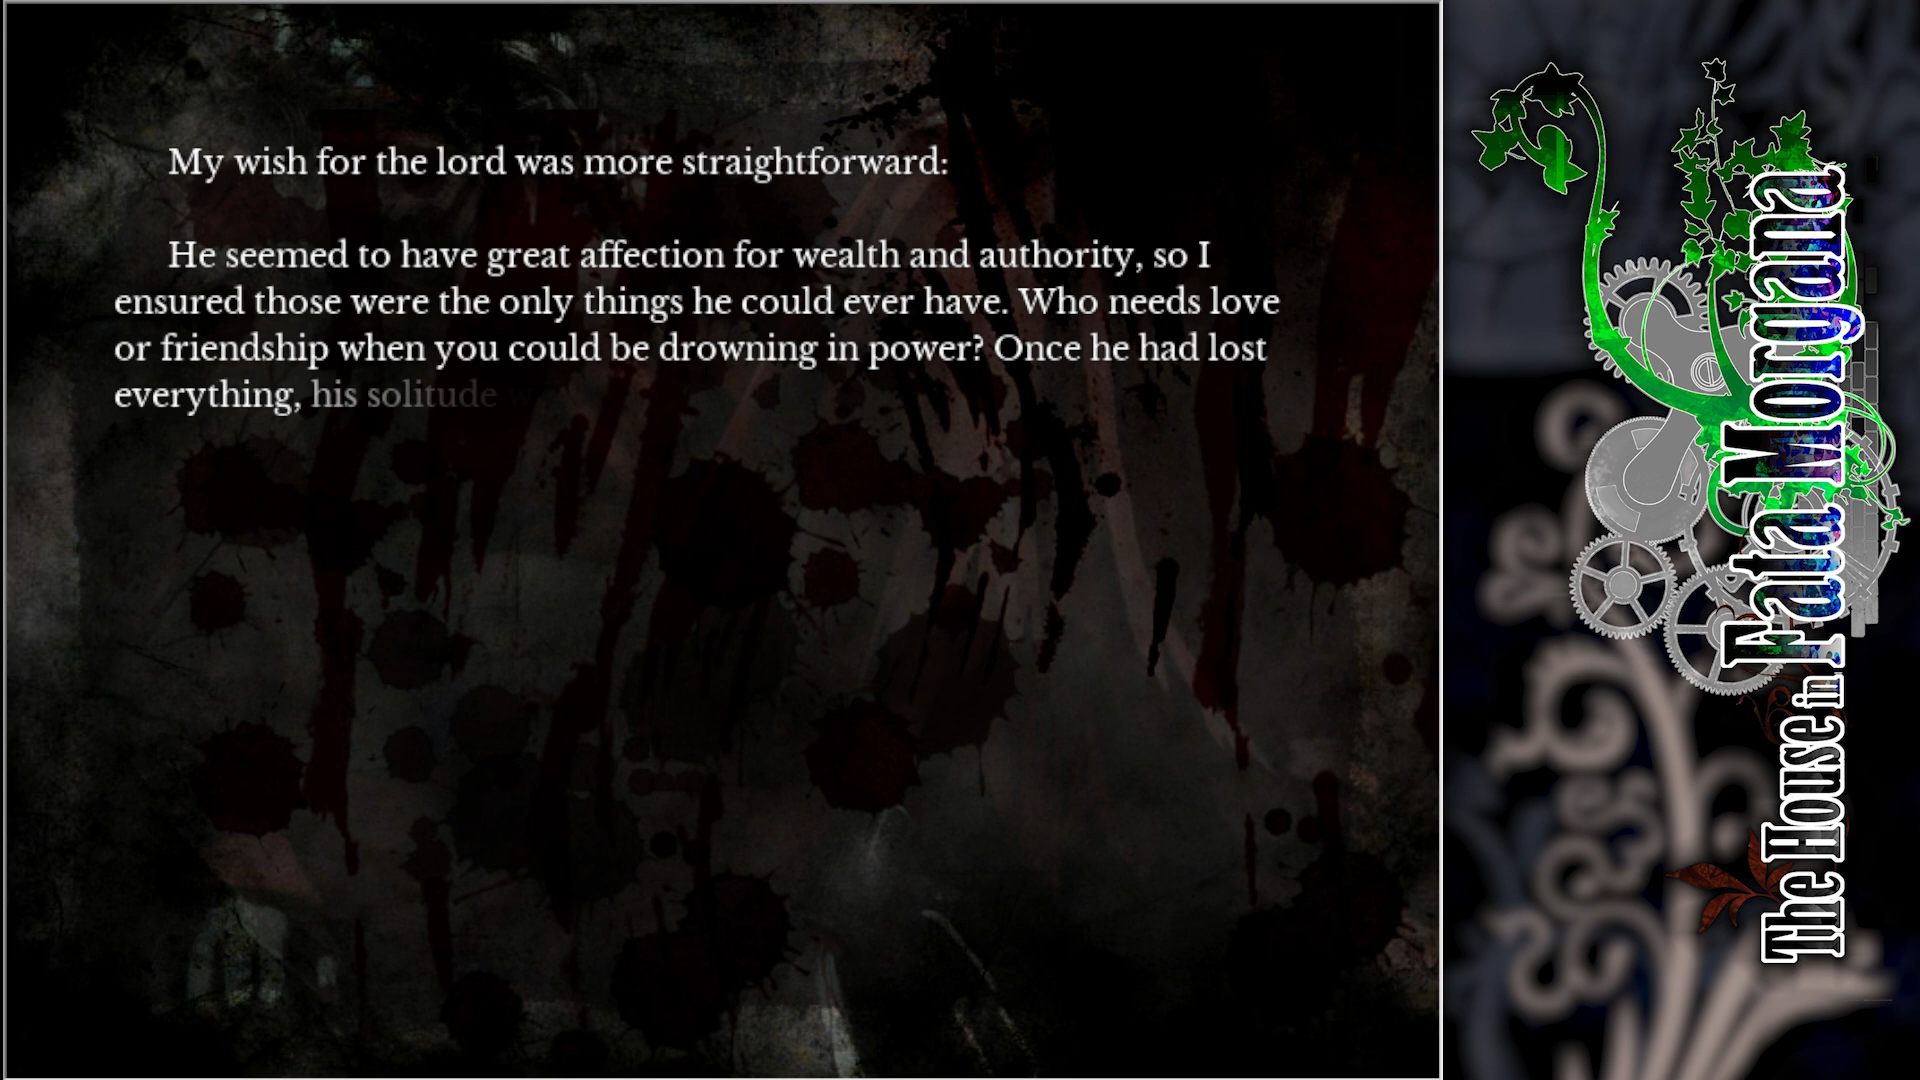 My wish for the lord was more straightforward:
He seemed to have great affection for wealth and authority, so I
ensured those were the only things he could ever have. Who needs love
or friendship when you could be drowning in power? Once he had lost
everything, his solitude
The House in Fata Morgana